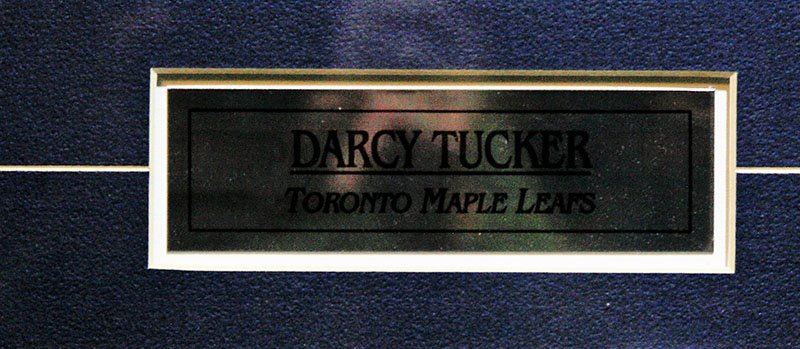 DARCY TUCKER
TORONTO MAPLE LEAFS